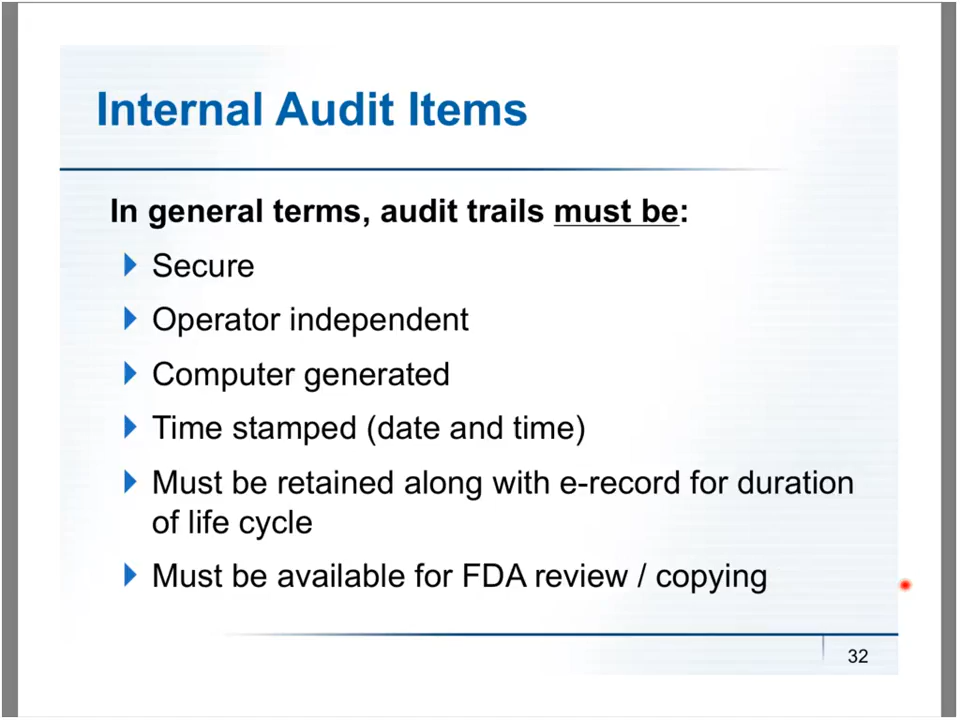 Internal Audit Items
In general terms, audit trails must be:
Secure
Operator independent
Computer generated
Time stamped (date and time)
Must be retained along with e-record for duration
of life cycle
Must be available for FDA review / copying
32